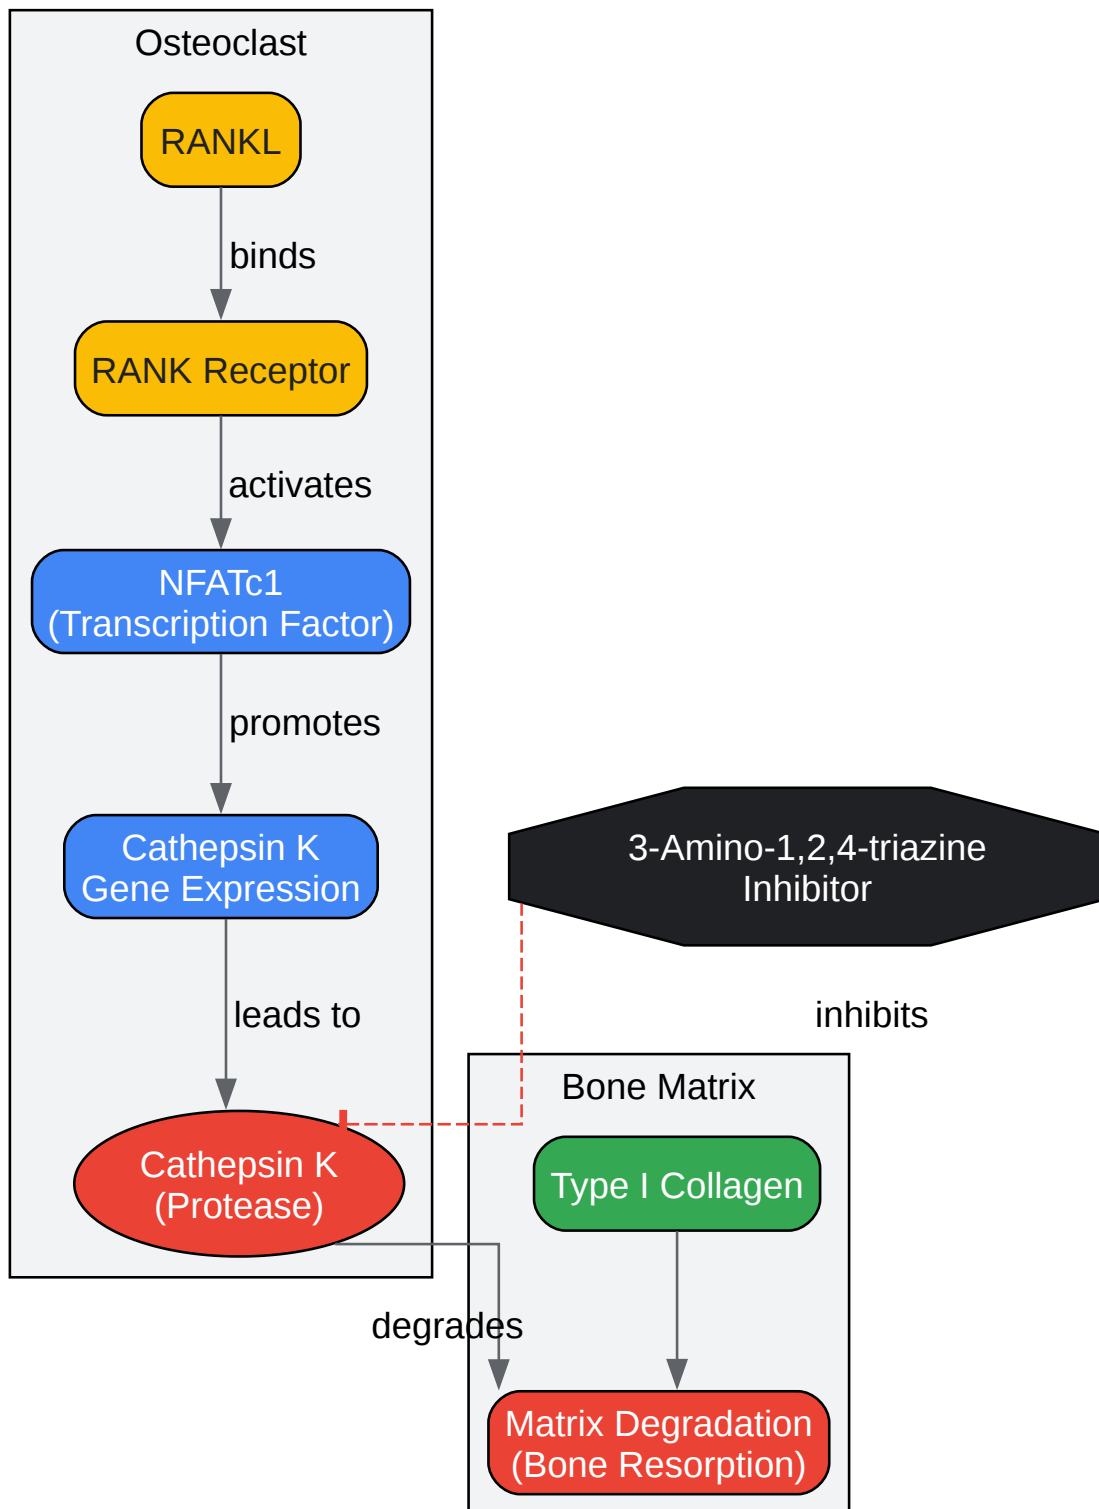 Osteoclast
RANKL
binds
RANK Receptor
activates
NFATc1
(Transcription Factor)
promotes
Cathepsin K
Gene Expression
3-Amino-1,2,4-triazine
Inhibitor
leads to
inhibits
Bone Matrix
Cathepsin K
(Protease)
Type I Collagen
degrades
Matrix Degradation
(Bone Resorption)